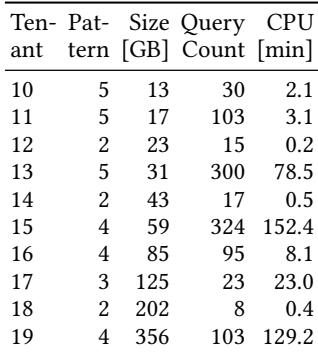 Ten- Pat- Size Query CPU
ant tern [GB] Count [min]
10 5 13 30 2.1
11 5 17 103 3.1
12 2 23 15 0.2
13 5 31 300 78.5
14 2 43 17 0.5
15 4 59 324 152.4
16 4 85 95 8.1
17 3 125 23 23.0
18 2 202 8 0.4
19 4 356 103 129.2